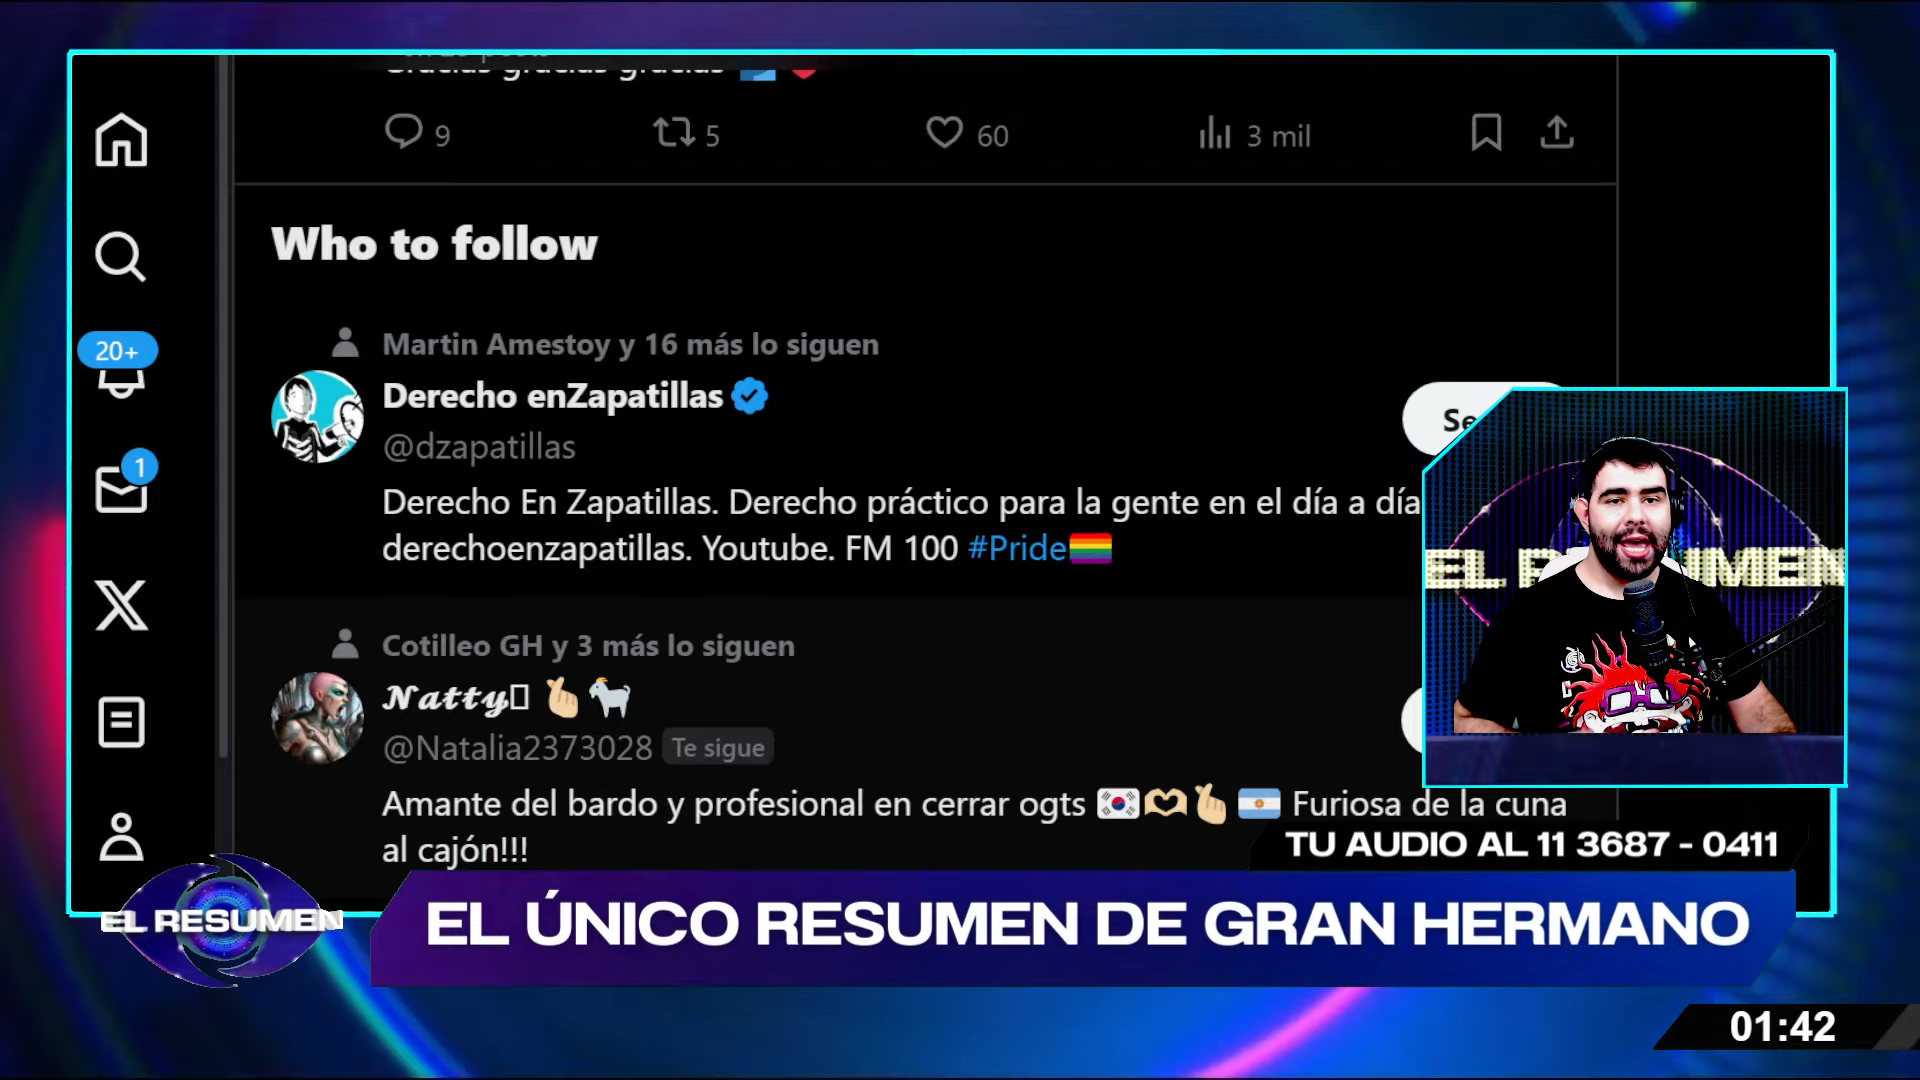 Gracias gracias gracias
9
5
60
3 mil
Who to follow
20+
Martin Amestoy y 16 más lo siguen
Derecho enZapatillas
@dzapatillas
1
Derecho En Zapatillas. Derecho práctico para la gente en el día a día
derechoenzapatillas. Youtube. FM 100 #Pride
Cotilleo GH y 3 más lo siguen
Natty
@Natalia2373028 Te sigue
Amante del bardo y profesional en cerrar ogts Furiosa de la cuna
al cajón!!!
TU AUDIO AL 11 3687 - 0411
EL RESUMEN
EL ÚNICO RESUMEN DE GRAN HERMANO
01:42